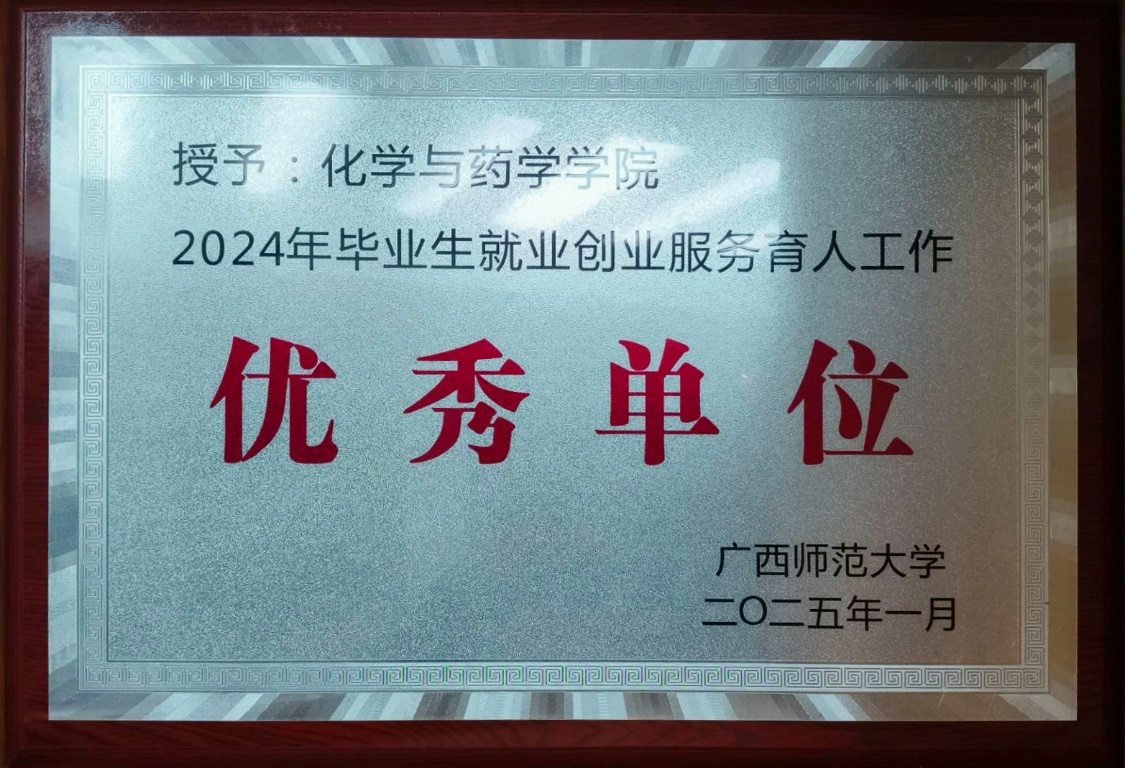 授予：化学与药学学院
2024年毕业生就业创业服务育人工作
优秀单位
广西师范大学
二〇二五年一月